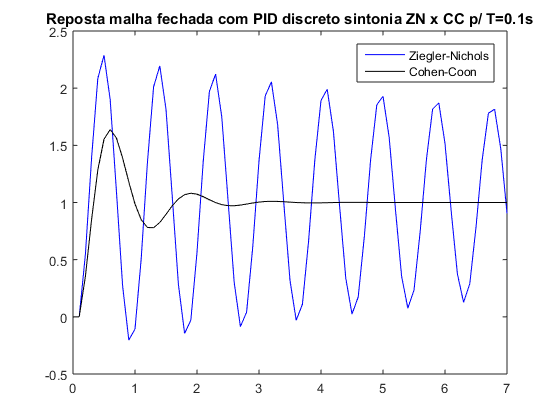 Reposta malha fechada com PID discreto sintonia ZN x CC p/ T=0.1s
Ziegler-Nichols
Cohen-Coon
2.5
2
1.5
1
0.5
0
-0.5
0 1 2 3 4 5 6 7